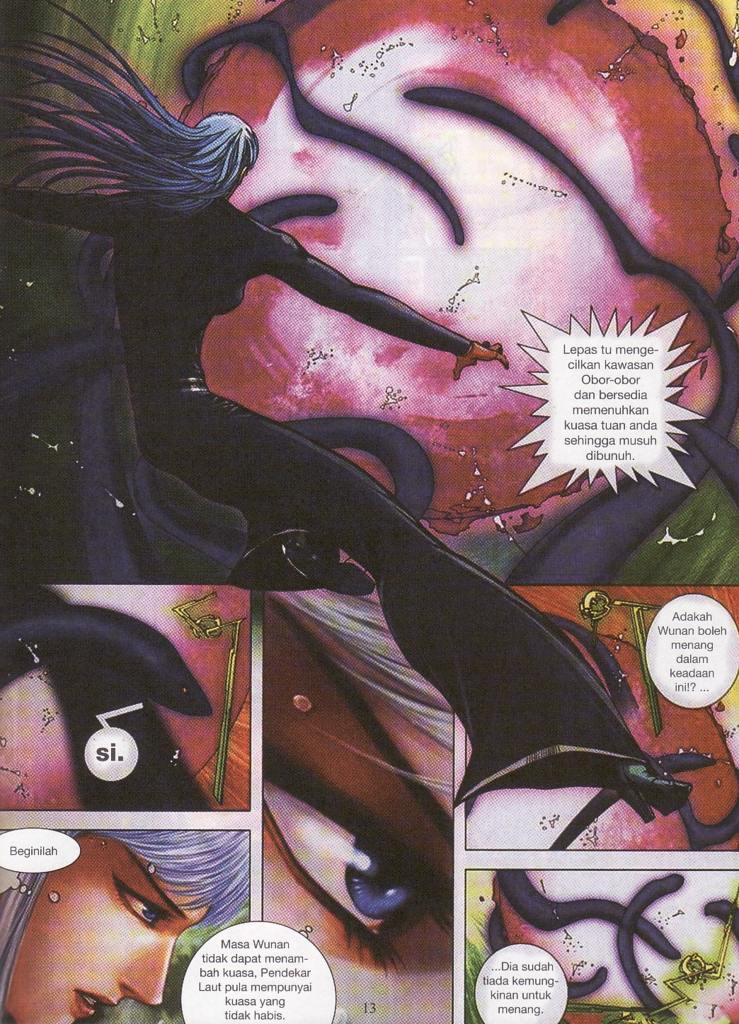 Lepas tu menge-
cilkan kawasan
Obor-obor
dan bersedia
memenuhkan
kuasa tuan anda
sehingga musuh
dibunuh.
Adakah
Wunan boleh
menang
dalam
keadaan
ini!? ...
si.
Beginilah
Masa Wunan
tidak dapat menam-
bah kuasa, Pendekar
Laut pula mempunyai
kuasa yang
tidak habis.
...Dia sudah
tiada kemung-
kinan untuk
menang.
13